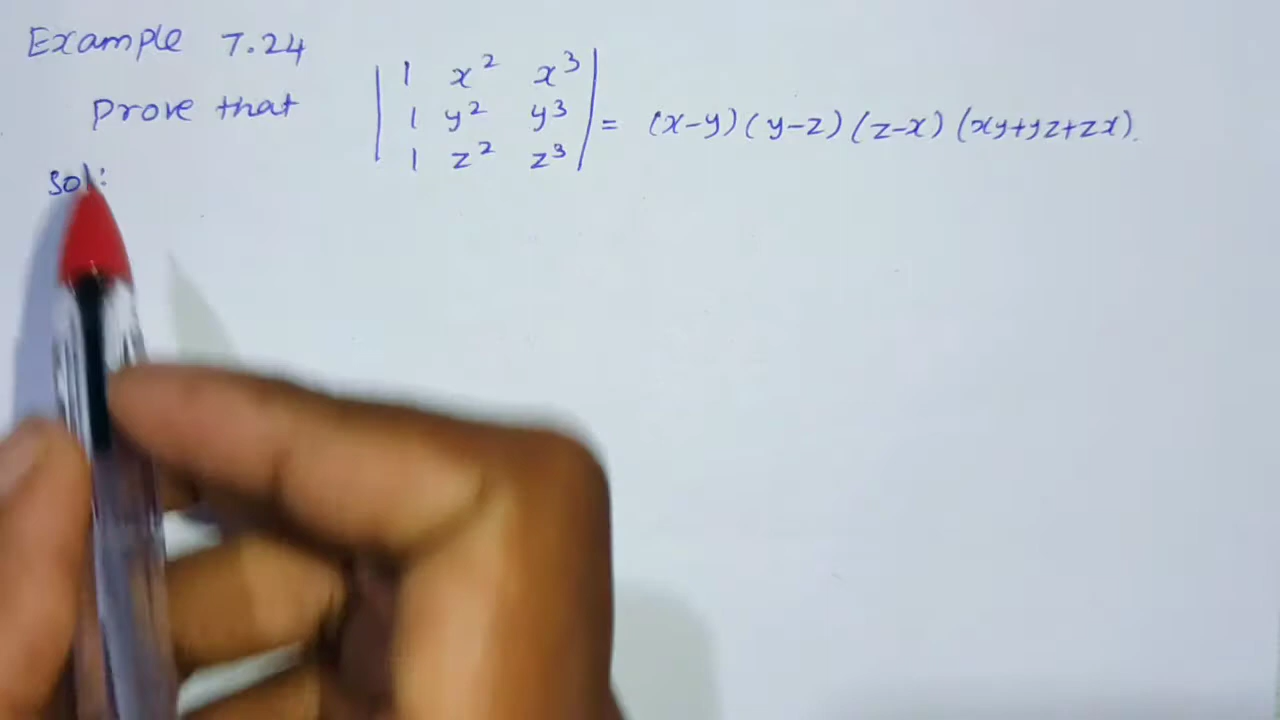 Example 7.24
Prove that | 1 x² x³ |
| 1 y² y³ | = (x-y)(y-z)(z-x)(xy+yz+zx).
| 1 z² z³ |
Sol: